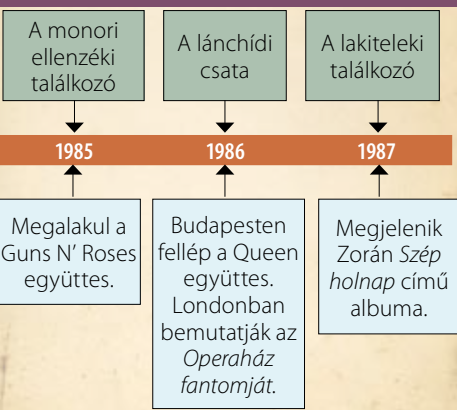 A monori
ellenzéki
találkozó
A lánchídi
csata
A lakiteleki
találkozó
1985
1986
1987
Megalakul a
Guns N’ Roses
együttes.
Budapesten
fellép a Queen
együttes.
Londonban
bemutatják az
Operaház
fantomját.
Megjelenik
Zorán Szép
holnap című
albuma.